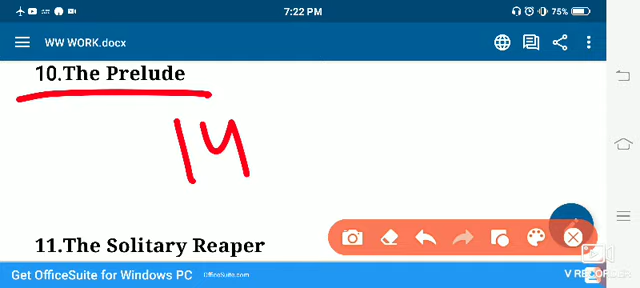 7:22 PM
75%
WW WORK.docx
10.The Prelude
14
11.The Solitary Reaper
Get OfficeSuite for Windows PC OfficeSuite.com
V RECORDER